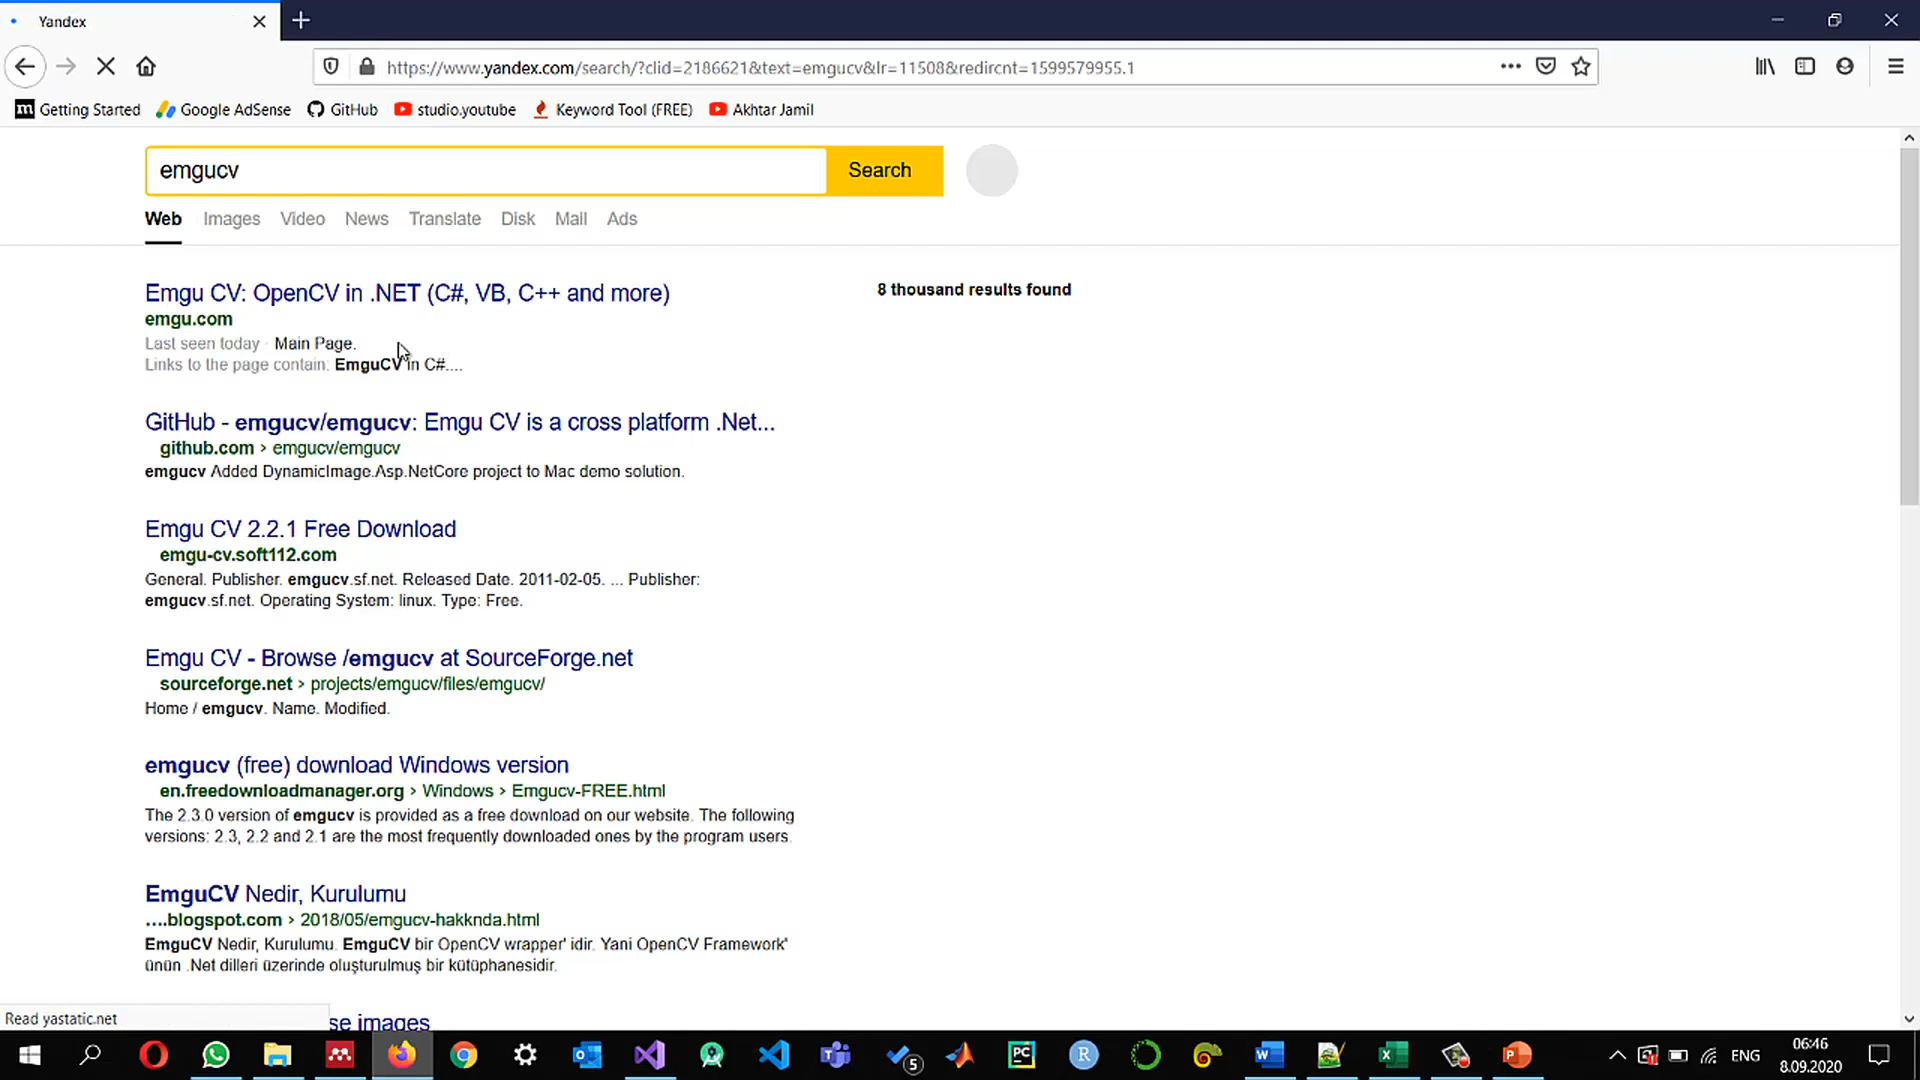 Yandex
https://www.yandex.com/search/?clid=2186621&text=emgucv&lr=11508&redircnt=1599579955.1
Getting Started Google AdSense GitHub studio.youtube Keyword Tool (FREE) Akhtar Jamil
emgucv Search
Web Images Video News Translate Disk Mail Ads
Emgu CV: OpenCV in .NET (C#, VB, C++ and more)
8 thousand results found
emgu.com
Last seen today · Main Page.
Links to the page contain: EmguCV in C#....
GitHub - emgucv/emgucv: Emgu CV is a cross platform .Net...
github.com › emgucv/emgucv
emgucv Added DynamicImage.Asp.NetCore project to Mac demo solution.
Emgu CV 2.2.1 Free Download
emgu-cv.soft112.com
General. Publisher. emgucv.sf.net. Released Date. 2011-02-05. ... Publisher:
emgucv.sf.net. Operating System: linux. Type: Free.
Emgu CV - Browse /emgucv at SourceForge.net
sourceforge.net › projects/emgucv/files/emgucv/
Home / emgucv. Name. Modified.
emgucv (free) download Windows version
en.freedownloadmanager.org › Windows › Emgucv-FREE.html
The 2.3.0 version of emgucv is provided as a free download on our website. The following
versions: 2.3, 2.2 and 2.1 are the most frequently downloaded ones by the program users.
EmguCV Nedir, Kurulumu
....blogspot.com › 2018/05/emgucv-hakknda.html
EmguCV Nedir, Kurulumu. EmguCV bir OpenCV wrapper' idir. Yani OpenCV Framework'
ünün .Net dilleri üzerinde oluşturulmuş bir kütüphanesidir.
Read yastatic.net
se images
5
PC
R
ENG
06:46
8.09.2020